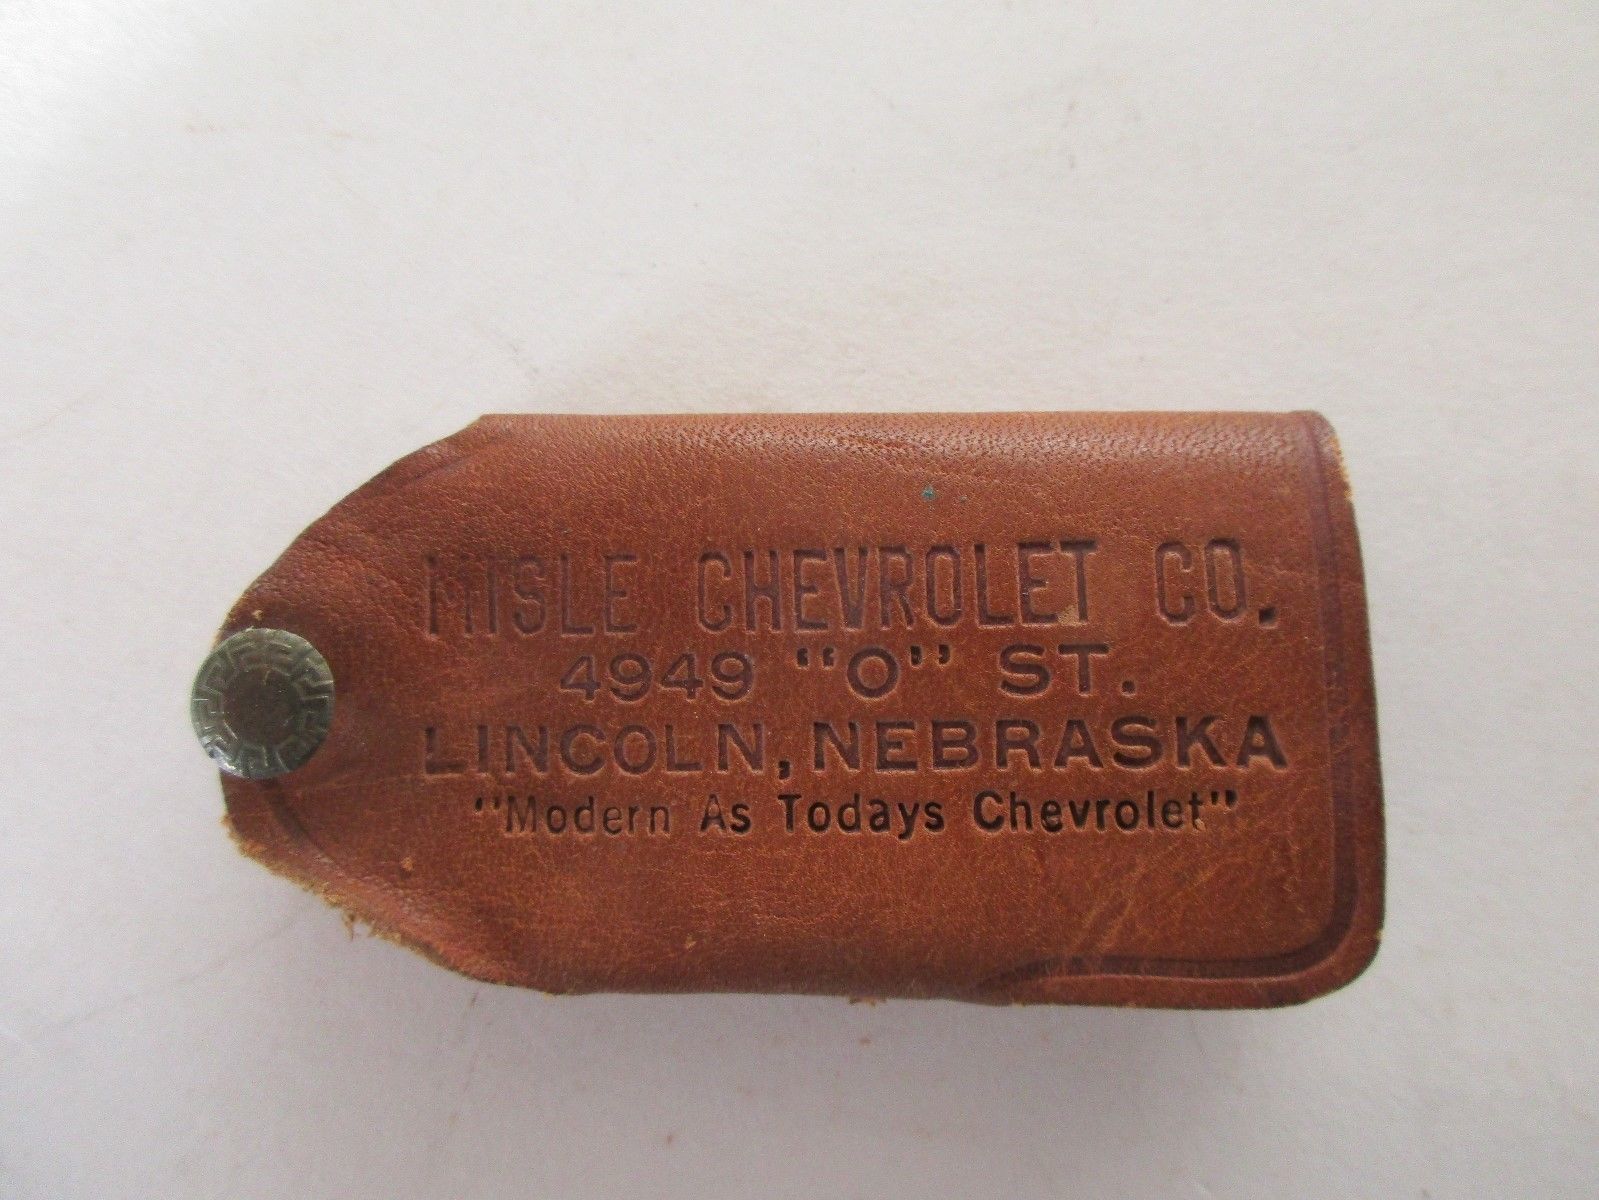 MISLE CHEVROLET CO.
4949 "O" ST.
LINCOLN, NEBRASKA
"Modern As Todays Chevrolet"